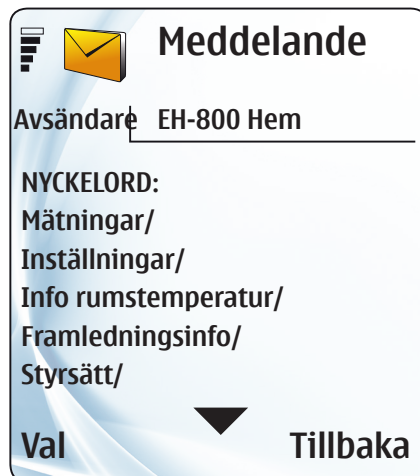 Meddelande
Avsändare EH-800 Hem
NYCKELORD:
Mätningar/
Inställningar/
Info rumstemperatur/
Framledningsinfo/
Styrsätt/
Val Tillbaka